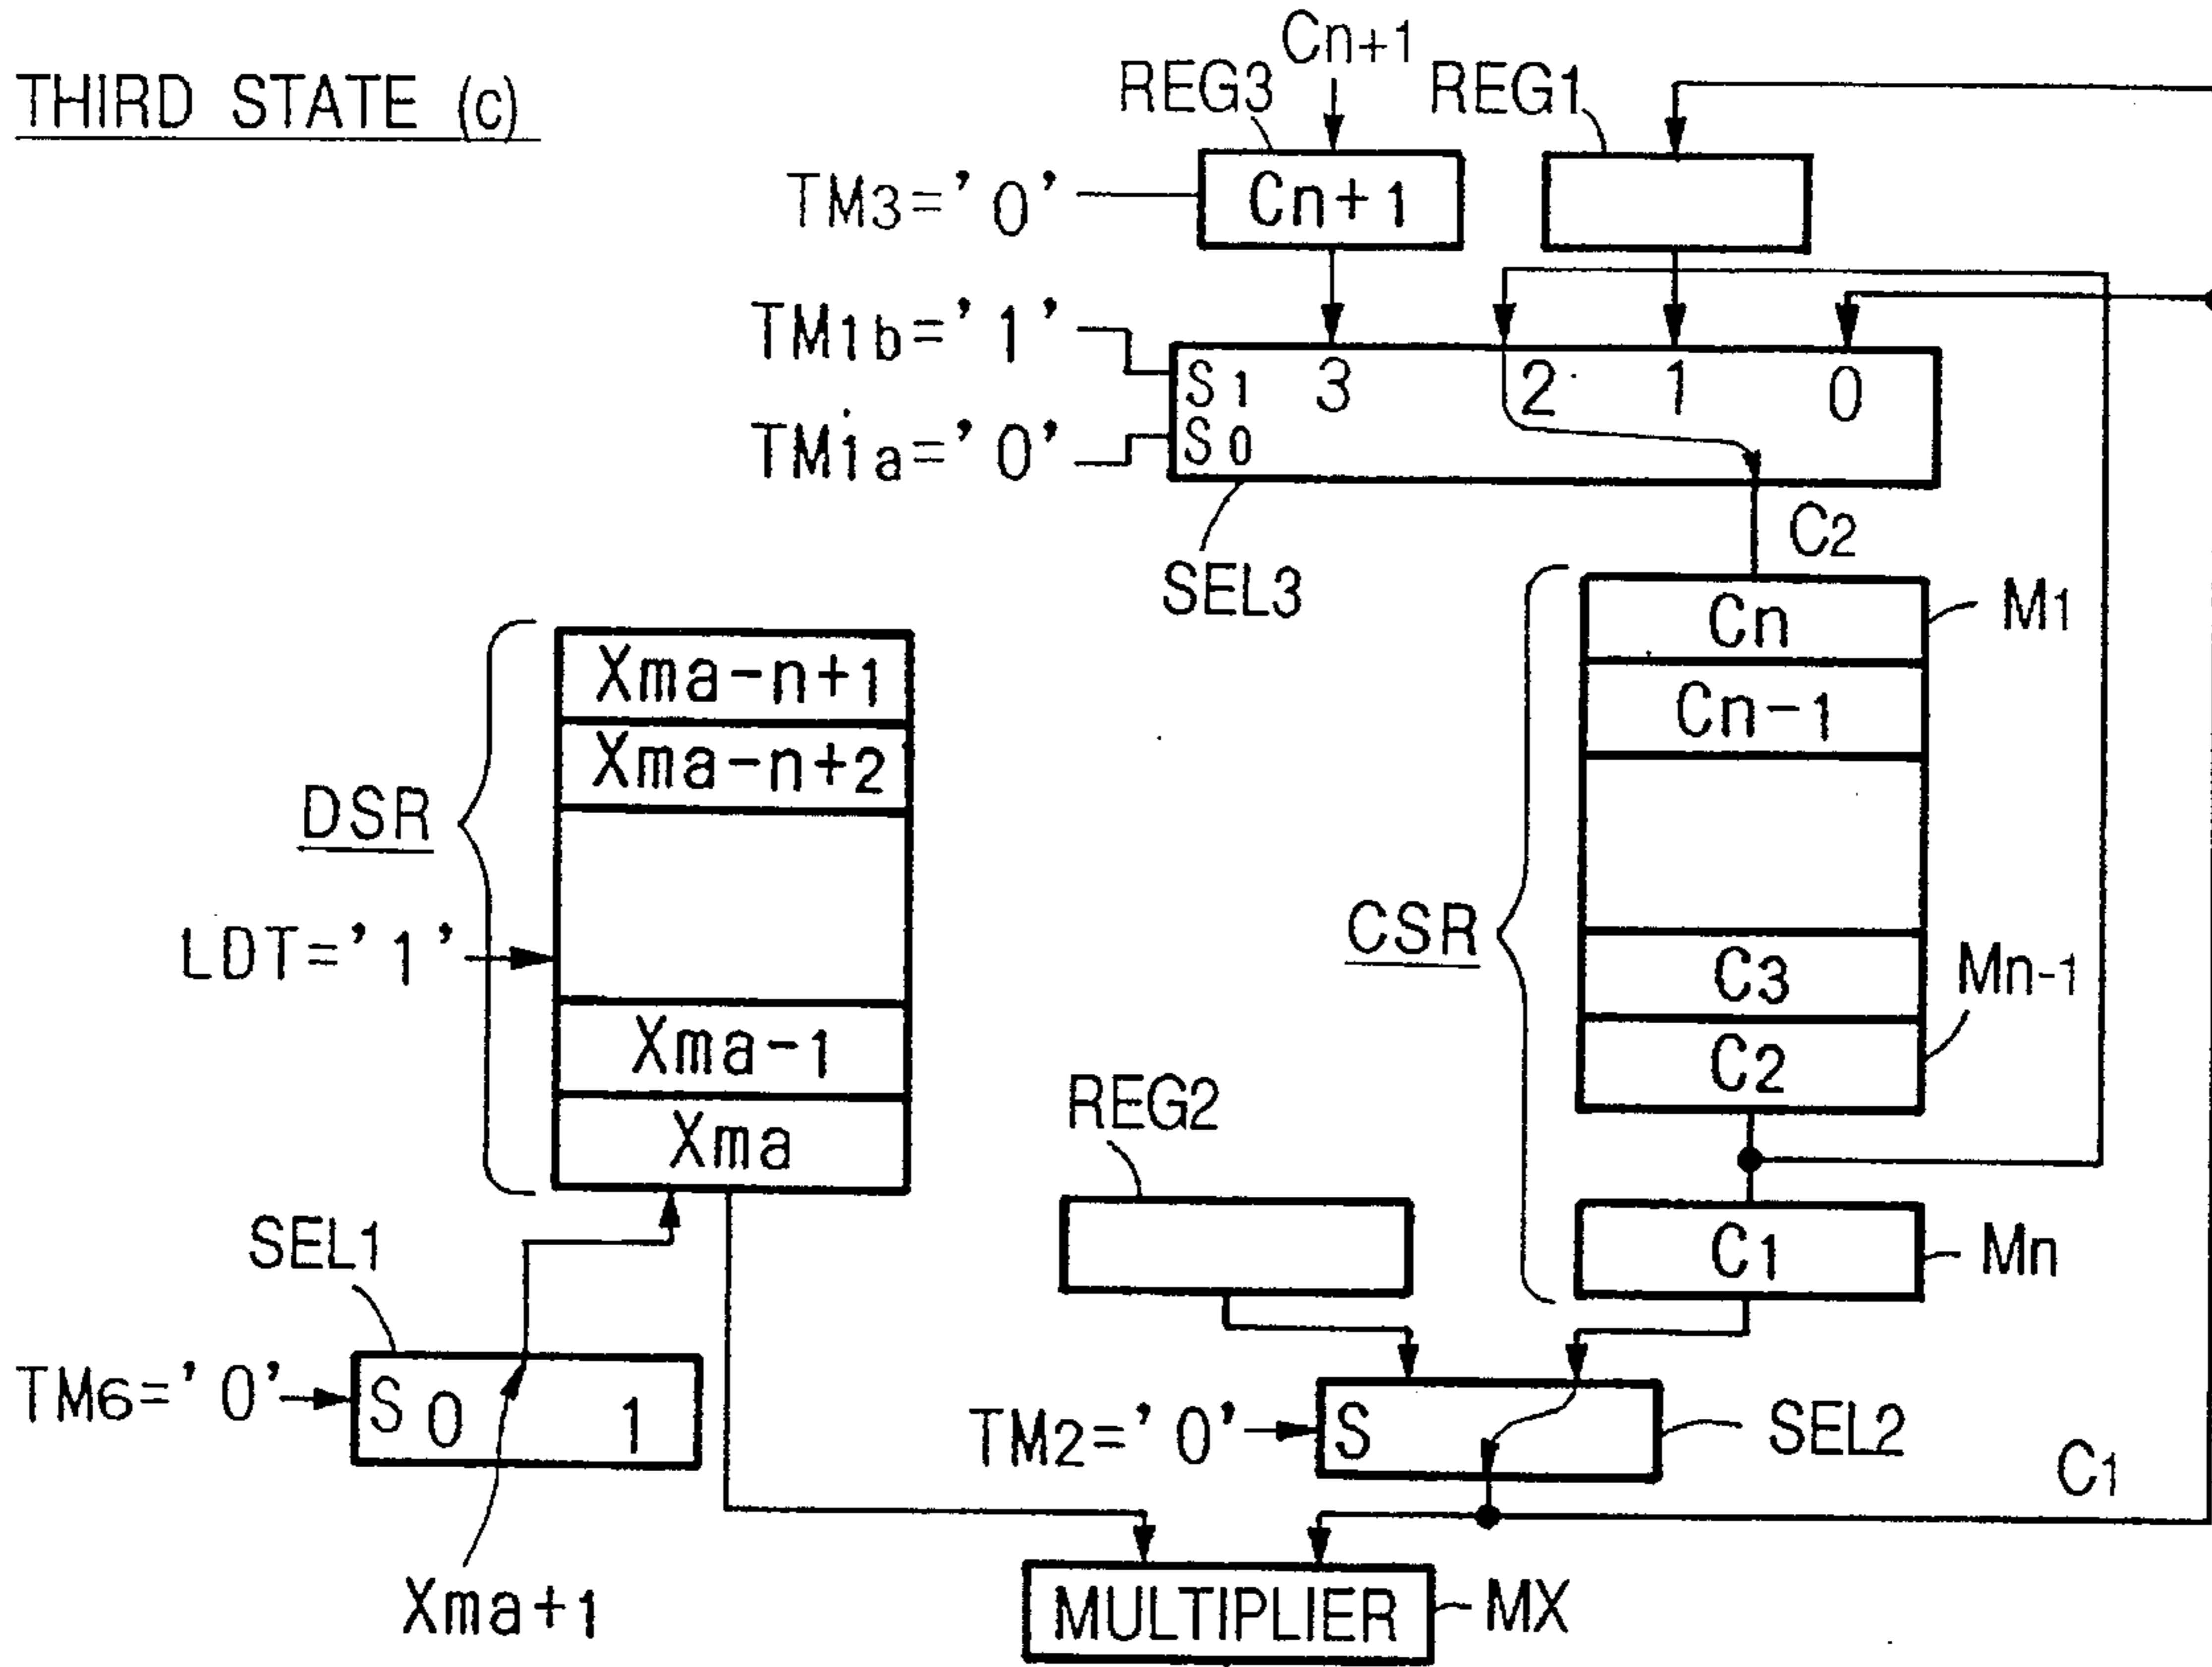 THIRD STATE (c)
Cn+1
REG3
REG1
TM3='0'
Cn+1
TM1b='1'
TM1a='0'
S1 3 2 1 0
S0
C2
SEL3
Cn
M1
Cn-1
Xma-n+1
Xma-n+2
DSR
LDT='1'
CSR
C3
Mn-1
C2
Xma-1
Xma
REG2
C1
Mn
SEL1
TM6='0'
S 0 1
TM2='0'
S
SEL2
C1
Xma+1
MULTIPLIER
MX